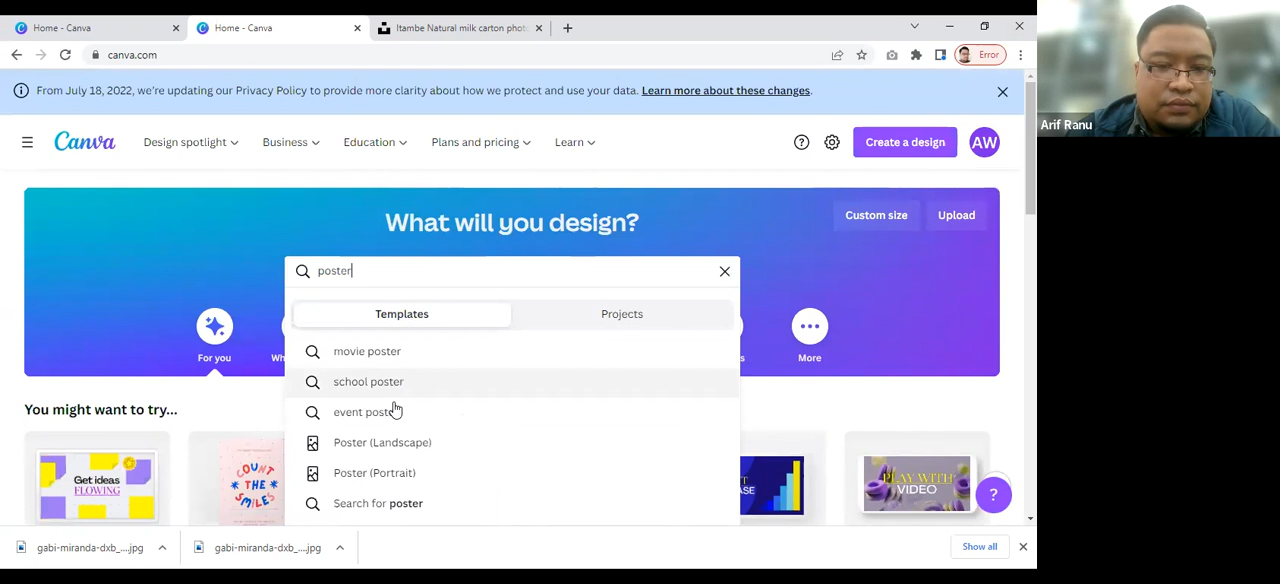 Home - Canva
Home - Canva
Itambe Natural milk carton phot
canva.com
Error
From July 18, 2022, we're updating our Privacy Policy to provide more clarity about how we protect and use your data. Learn more about these changes.
Canva
Design spotlight
Business
Education
Plans and pricing
Learn
Create a design
AW
What will you design?
Custom size
Upload
poster
Templates
Projects
For you
Wh
s
More
movie poster
school poster
event poster
Poster (Landscape)
Poster (Portrait)
Search for poster
You might want to try...
Get ideas
FLOWING
COUNT
* THE *
SMILES
ASE
PLAY WITH
VIDEO
?
gabi-miranda-dxb_....jpg
gabi-miranda-dxb_....jpg
Show all
Arif Ranu